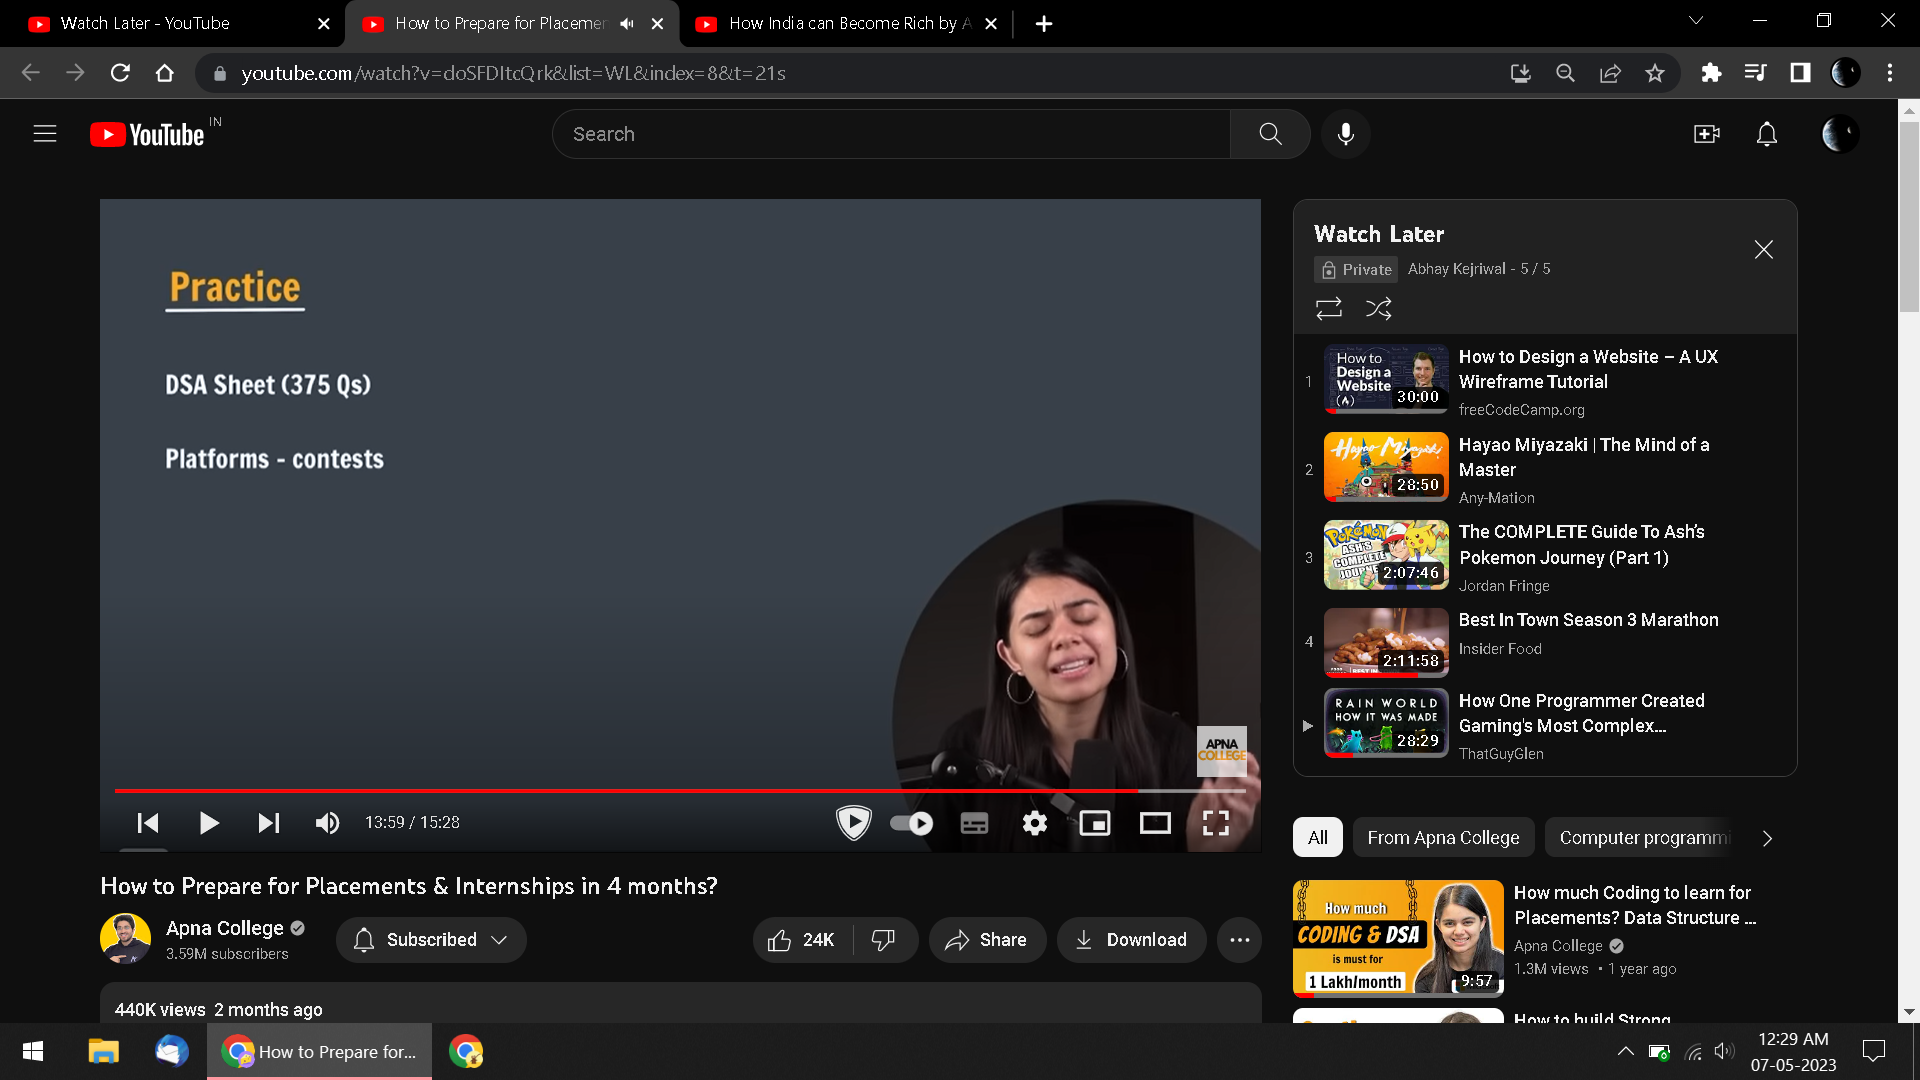 Watch Later - YouTube
How to Prepare for Placemen
How India can Become Rich by A
youtube.com/watch?v=doSFDItcQrk&list=WL&index=8&t=21s
YouTube IN
Search
Practice
DSA Sheet (375 Qs)
Platforms - contests
APNA
COLLEGE
13:59 / 15:28
How to Prepare for Placements & Internships in 4 months?
Apna College
3.59M subscribers
Subscribed
24K
Share
Download
440K views 2 months ago
Watch Later
Private
Abhay Kejriwal - 5 / 5
1
How to
Design a
Website
30:00
How to Design a Website – A UX
Wireframe Tutorial
freeCodeCamp.org
2
Hayao Miyazaki
28:50
Hayao Miyazaki | The Mind of a
Master
Any-Mation
3
POKÉMON
ASH'S
COMPLETE
2:07:46
The COMPLETE Guide To Ash's
Pokemon Journey (Part 1)
Jordan Fringe
4
2:11:58
Best In Town Season 3 Marathon
Insider Food
RAIN WORLD
HOW IT WAS MADE
28:29
How One Programmer Created
Gaming's Most Complex...
ThatGuyGlen
All
From Apna College
Computer programmi
How much
CODING & DSA
is must for
1 Lakh/month
9:57
How much Coding to learn for
Placements? Data Structure ...
Apna College
1.3M views • 1 year ago
How to build Strong
How to Prepare for...
12:29 AM
07-05-2023